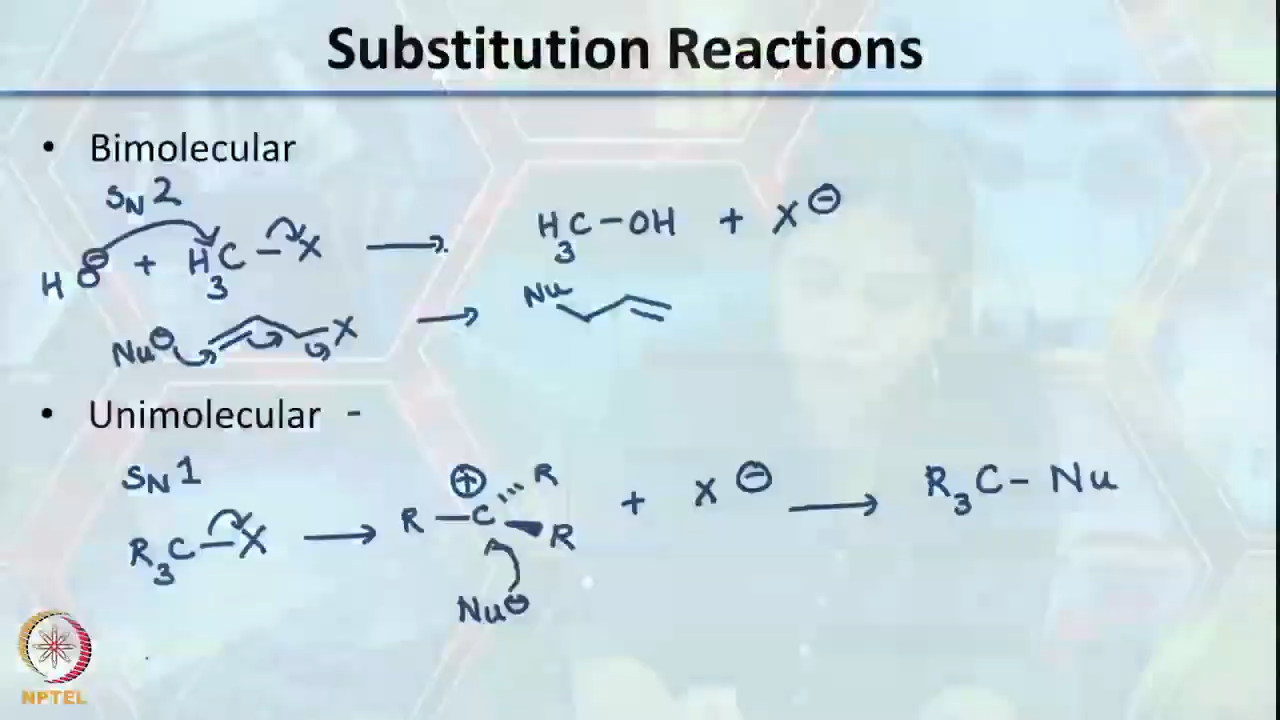 Substitution Reactions
• Bimolecular
SN2
HO⊖ + H3C–X ⟶ H3C–OH + X⊖
Nu⊖ X ⟶ Nu
• Unimolecular -
SN1
R3C–X ⟶ R–C⊕ R R + X⊖ ⟶ R3C–Nu
Nu⊖
NPTEL